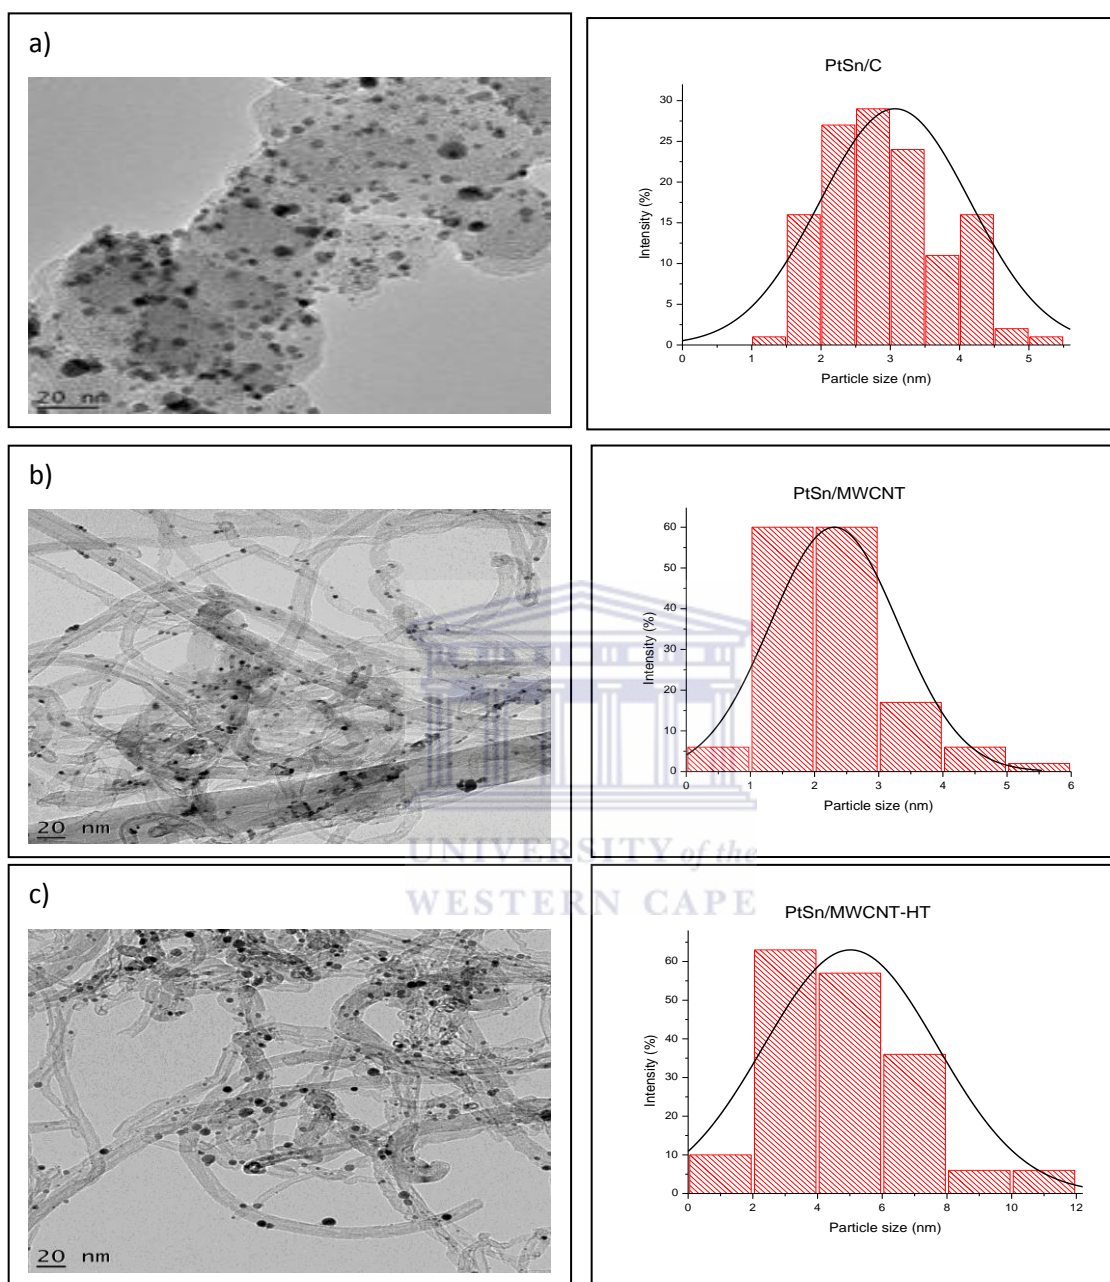 a)
20 nm
PtSn/C
Intensity (%)
30
25
20
15
10
5
0
0 1 2 3 4 5
Particle size (nm)
b)
20 nm
PtSn/MWCNT
Intensity (%)
60
50
40
30
20
10
0
0 1 2 3 4 5 6
Particle size (nm)
UNIVERSITY of the
WESTERN CAPE
c)
20 nm
PtSn/MWCNT-HT
Intensity (%)
60
50
40
30
20
10
0
0 2 4 6 8 10 12
Particle size (nm)